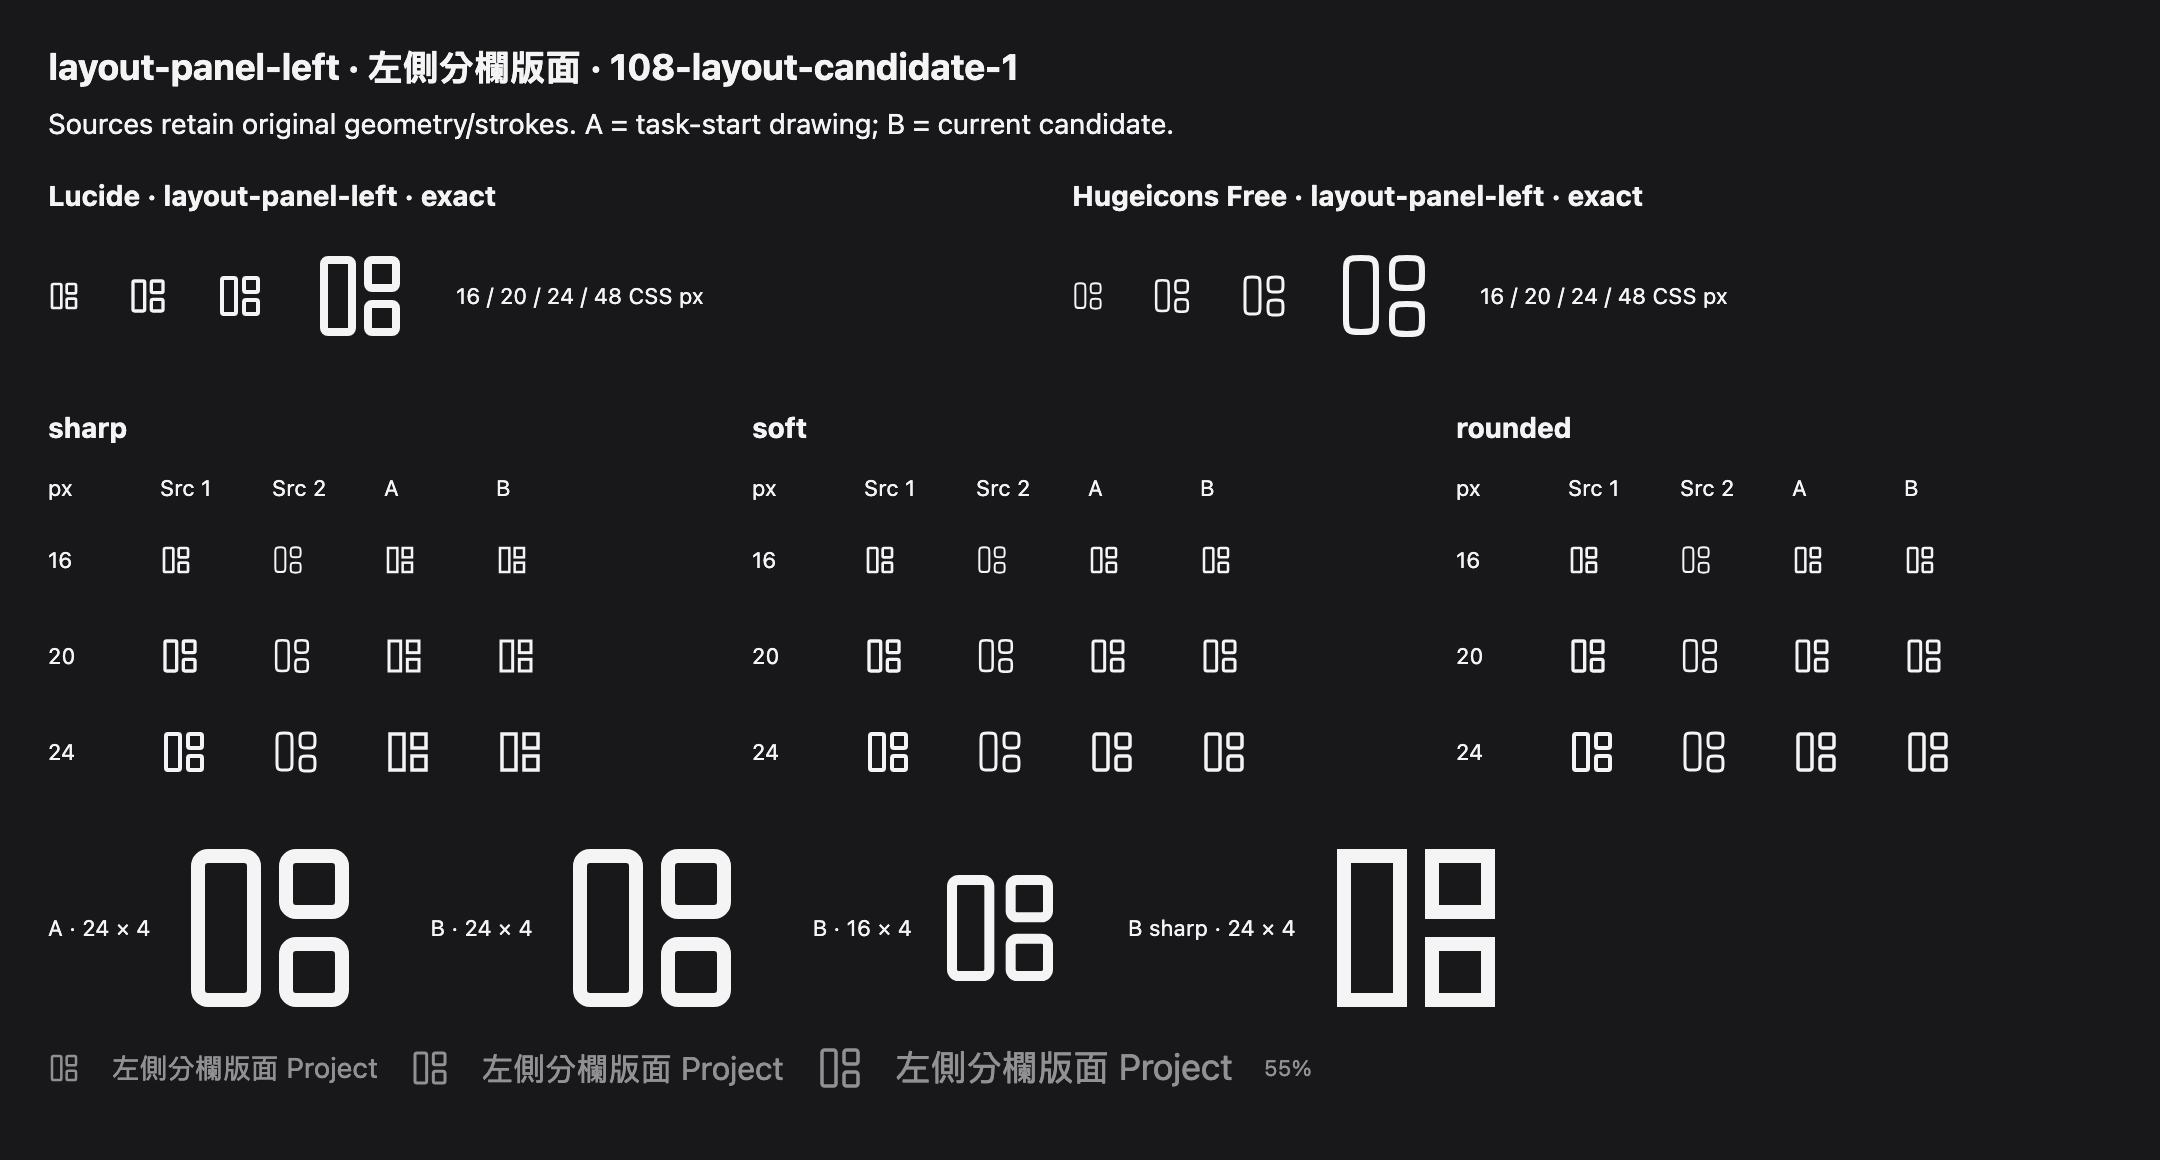 layout-panel-left · 左側分欄版面 · 108-layout-candidate-1
Sources retain original geometry/strokes. A = task-start drawing; B = current candidate.
Lucide · layout-panel-left · exact
Hugeicons Free · layout-panel-left · exact
16 / 20 / 24 / 48 CSS px
16 / 20 / 24 / 48 CSS px
sharp
soft
rounded
px Src 1 Src 2 A B
px Src 1 Src 2 A B
px Src 1 Src 2 A B
16
16
16
20
20
20
24
24
24
A · 24 × 4
B · 24 × 4
B · 16 × 4
B sharp · 24 × 4
左側分欄版面 Project
左側分欄版面 Project
左側分欄版面 Project
55%